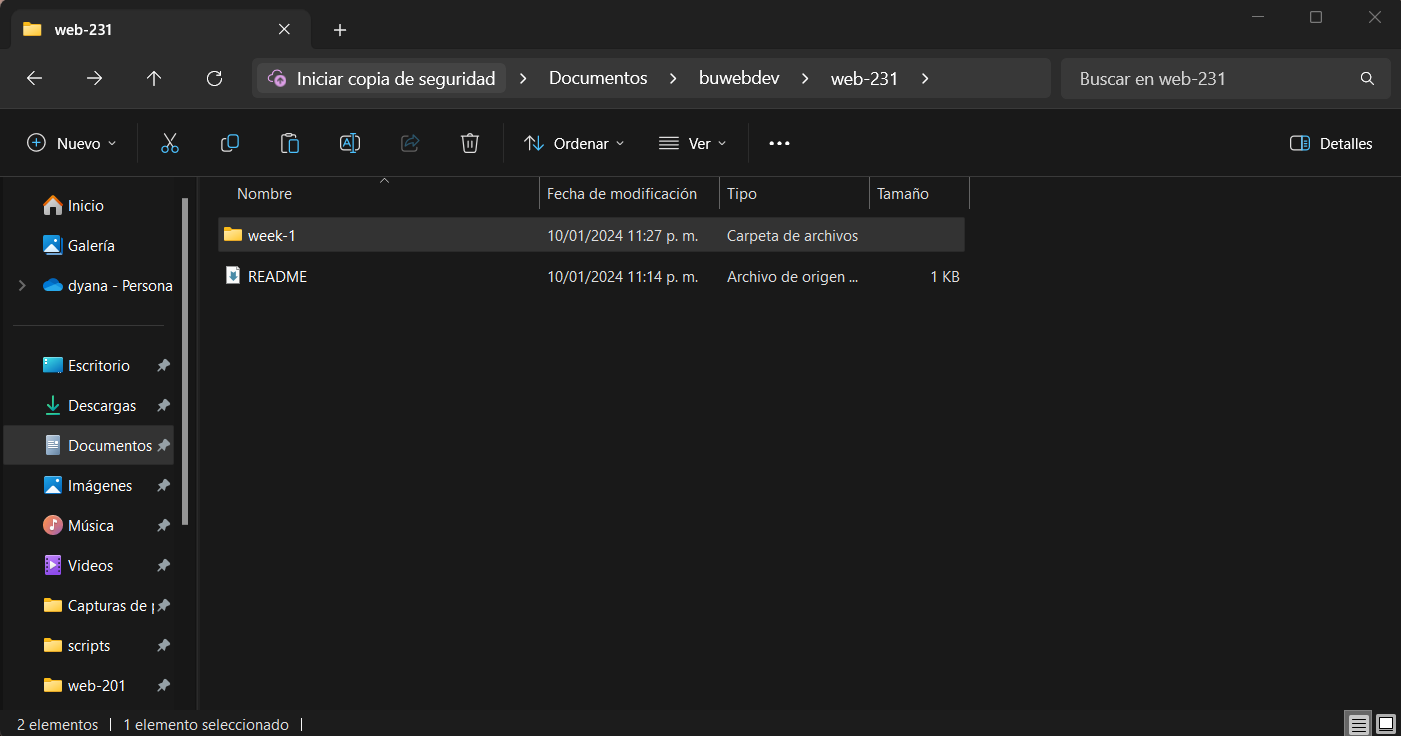 web-231
Iniciar copia de seguridad > Documentos > buwebdev > web-231 >
Buscar en web-231
Nuevo
Ordenar
Ver
Detalles
Inicio
Galería
dyana - Persona
Escritorio
Descargas
Documentos
Imágenes
Música
Videos
Capturas de p
scripts
web-201
Nombre Fecha de modificación Tipo Tamaño
week-1 10/01/2024 11:27 p. m. Carpeta de archivos
README 10/01/2024 11:14 p. m. Archivo de origen ... 1 KB
2 elementos | 1 elemento seleccionado |